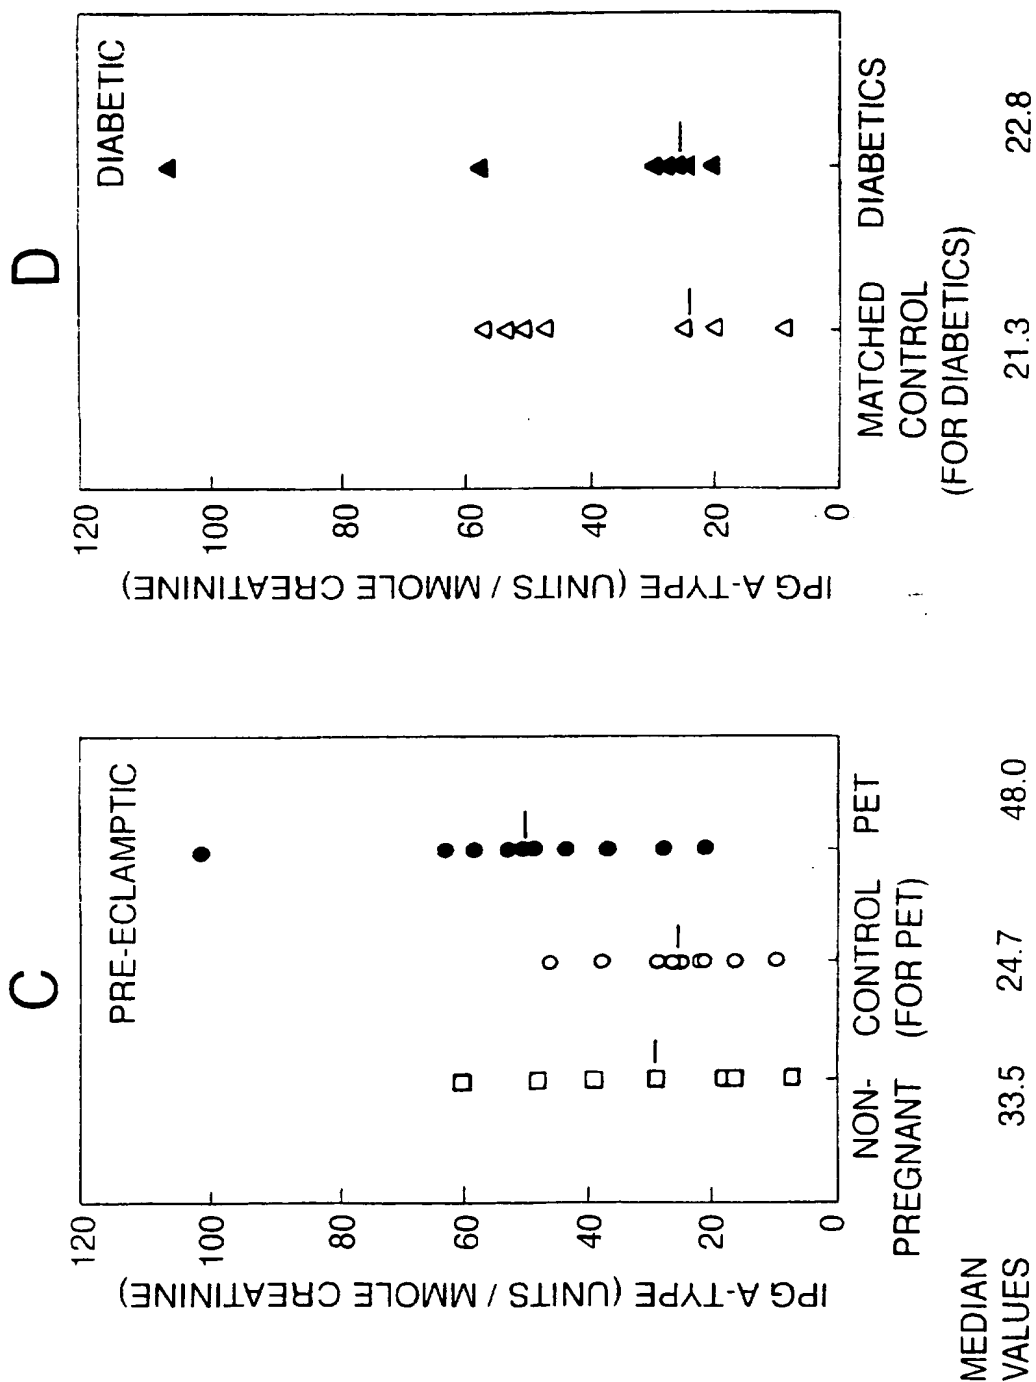 C
PRE-ECLAMPTIC
IPG A-TYPE (UNITS / MMOLE CREATININE)
120
100
80
60
40
20
0
NON-
PREGNANT
CONTROL
(FOR PET)
PET
MEDIAN
VALUES
33.5
24.7
48.0
D
DIABETIC
IPG A-TYPE (UNITS / MMOLE CREATININE)
120
100
80
60
40
20
0
MATCHED
CONTROL
(FOR DIABETICS)
DIABETICS
21.3
22.8